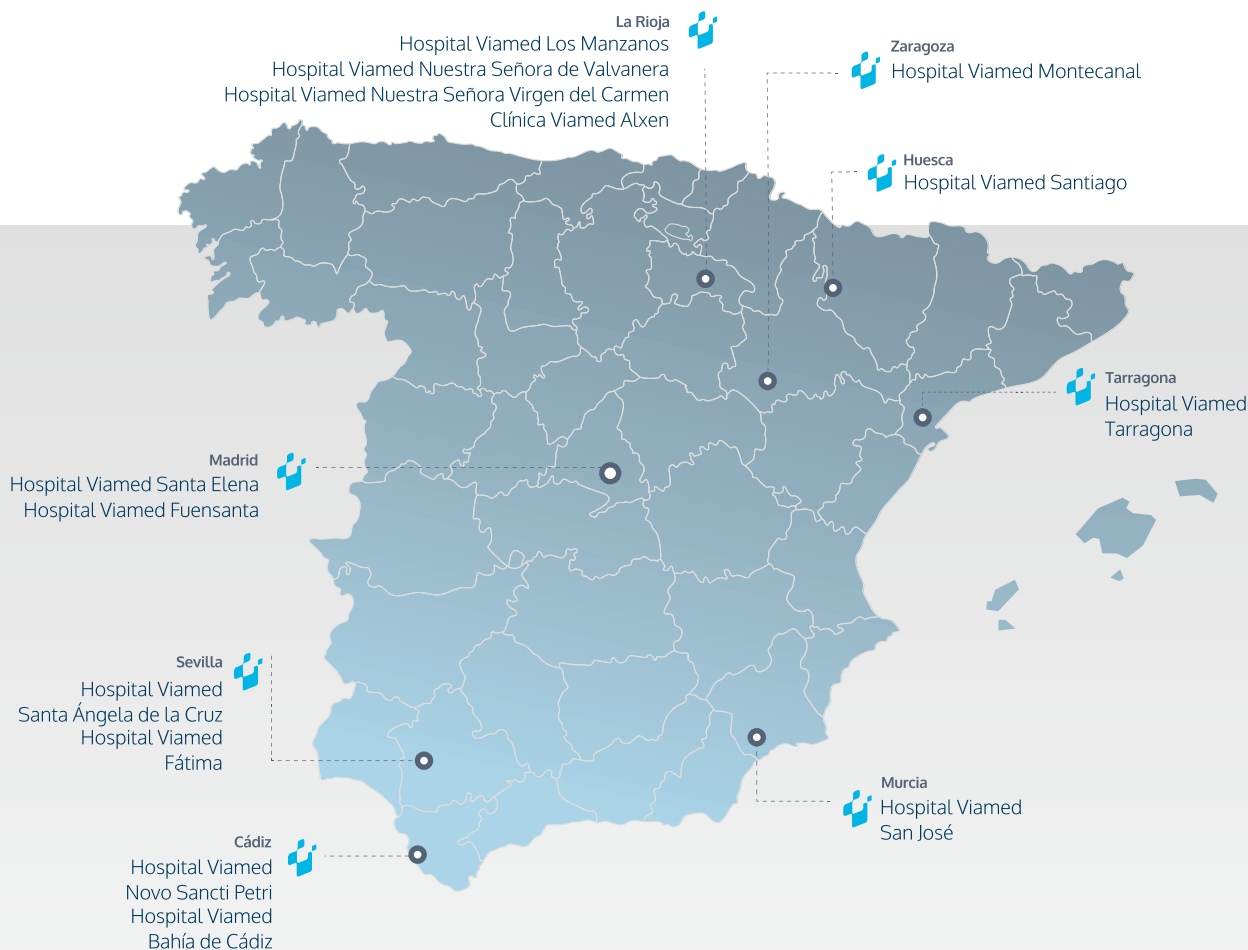 La Rioja
Hospital Viamed Los Manzanos
Hospital Viamed Nuestra Señora de Valvanera
Hospital Viamed Nuestra Señora Virgen del Carmen
Clínica Viamed Alxen
Zaragoza
Hospital Viamed Montecanal
Huesca
Hospital Viamed Santiago
Tarragona
Hospital Viamed
Tarragona
Madrid
Hospital Viamed Santa Elena
Hospital Viamed Fuensanta
Sevilla
Hospital Viamed
Santa Ángela de la Cruz
Hospital Viamed
Fátima
Murcia
Hospital Viamed
San José
Cádiz
Hospital Viamed
Novo Sancti Petri
Hospital Viamed
Bahía de Cádiz